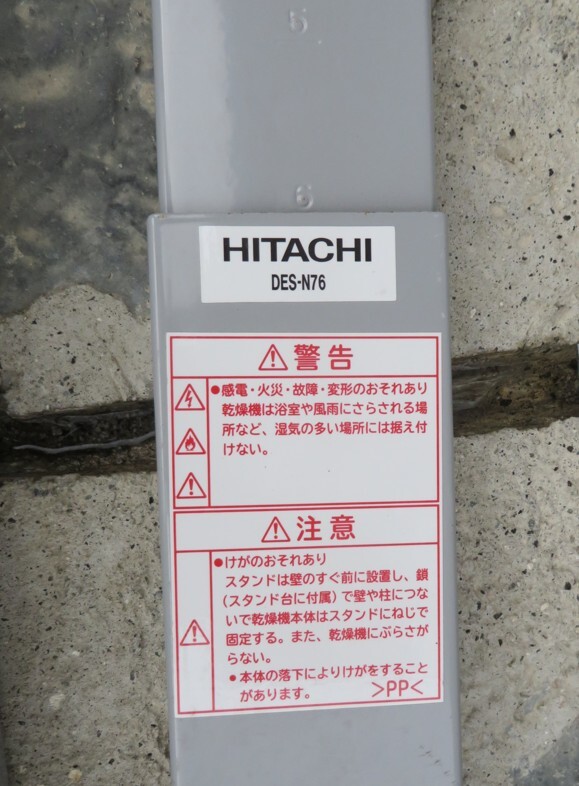 5
6
HITACHI
DES-N76
⚠警告
●感電・火災・故障・変形のおそれあり
乾燥機は浴室や風雨にさらされる場
所など、湿気の多い場所には据え付
けない。
⚠注意
●けがのおそれあり
スタンドは壁のすぐ前に設置し、鎖
(スタンド台に付属)で壁や柱につな
いで乾燥機本体はスタンドにねじで
固定する。また、乾燥機にぶらさが
らない。
●本体の落下によりけがをすること
があります。 >PP<